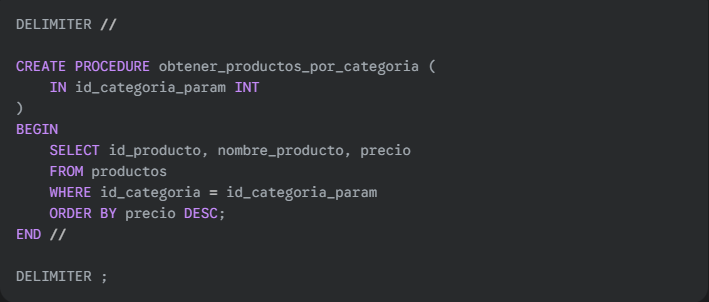 DELIMITER //
CREATE PROCEDURE obtener_productos_por_categoria (
IN id_categoria_param INT
)
BEGIN
SELECT id_producto, nombre_producto, precio
FROM productos
WHERE id_categoria = id_categoria_param
ORDER BY precio DESC;
END //
DELIMITER ;